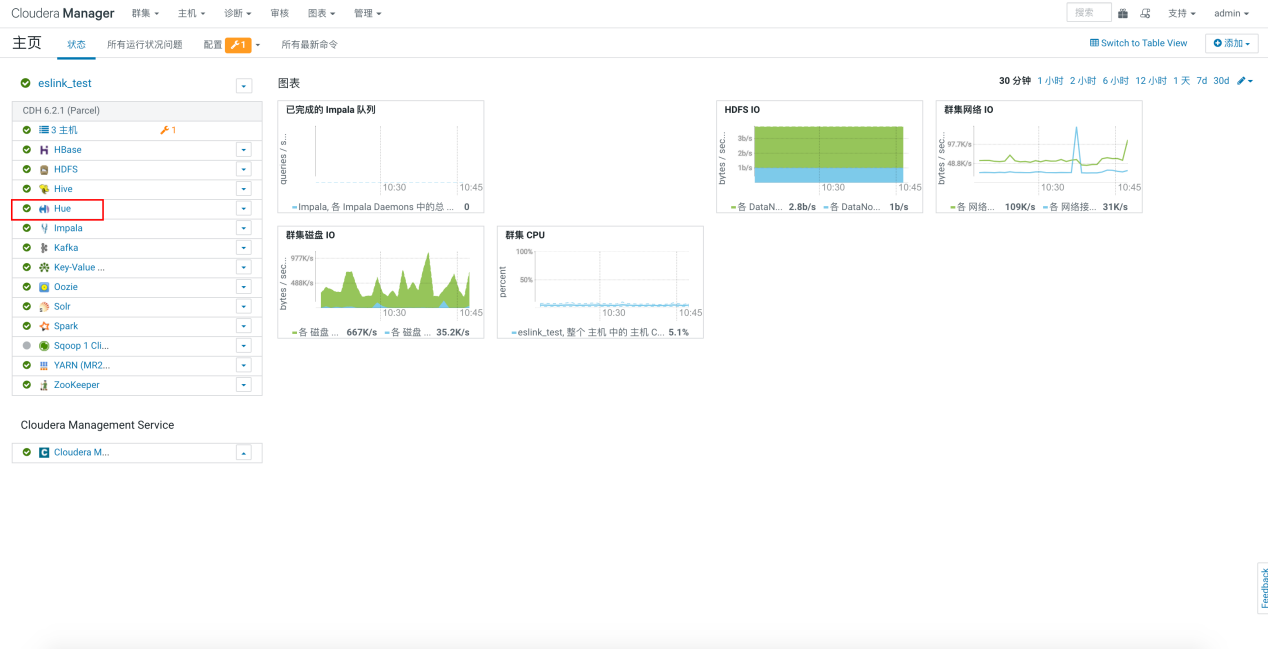 Cloudera Manager 群集 主机 诊断 审核 图表 管理 搜索 支持 admin
主页 状态 所有运行状况问题 配置 1 所有最新命令 Switch to Table View 添加
eslink_test
CDH 6.2.1 (Parcel)
3 主机 1
HBase
HDFS
Hive
Hue
Impala
Kafka
Key-Value ...
Oozie
Solr
Spark
Sqoop 1 Cli...
YARN (MR2...
ZooKeeper
Cloudera Management Service
Cloudera M...
图表
30 分钟 1 小时 2 小时 6 小时 12 小时 1 天 7d 30d
已完成的 Impala 队列
queries / s...
10:30 10:45
Impala, 各 Impala Daemons 中的总 ... 0
HDFS IO
bytes / sec...
3b/s
2b/s
1b/s
10:30 10:45
各 DataN... 2.8b/s 各 DataNo... 1b/s
群集网络 IO
bytes / sec...
97.7K/s
48.8K/s
10:30 10:45
各 网络... 109K/s 各 网络接... 31K/s
群集磁盘 IO
bytes / sec...
977K/s
488K/s
10:30 10:45
各 磁盘 ... 667K/s 各 磁盘 ... 35.2K/s
群集 CPU
percent
100%
50%
10:30 10:45
eslink_test, 整个 主机 中的 主机 C... 5.1%
Feedback